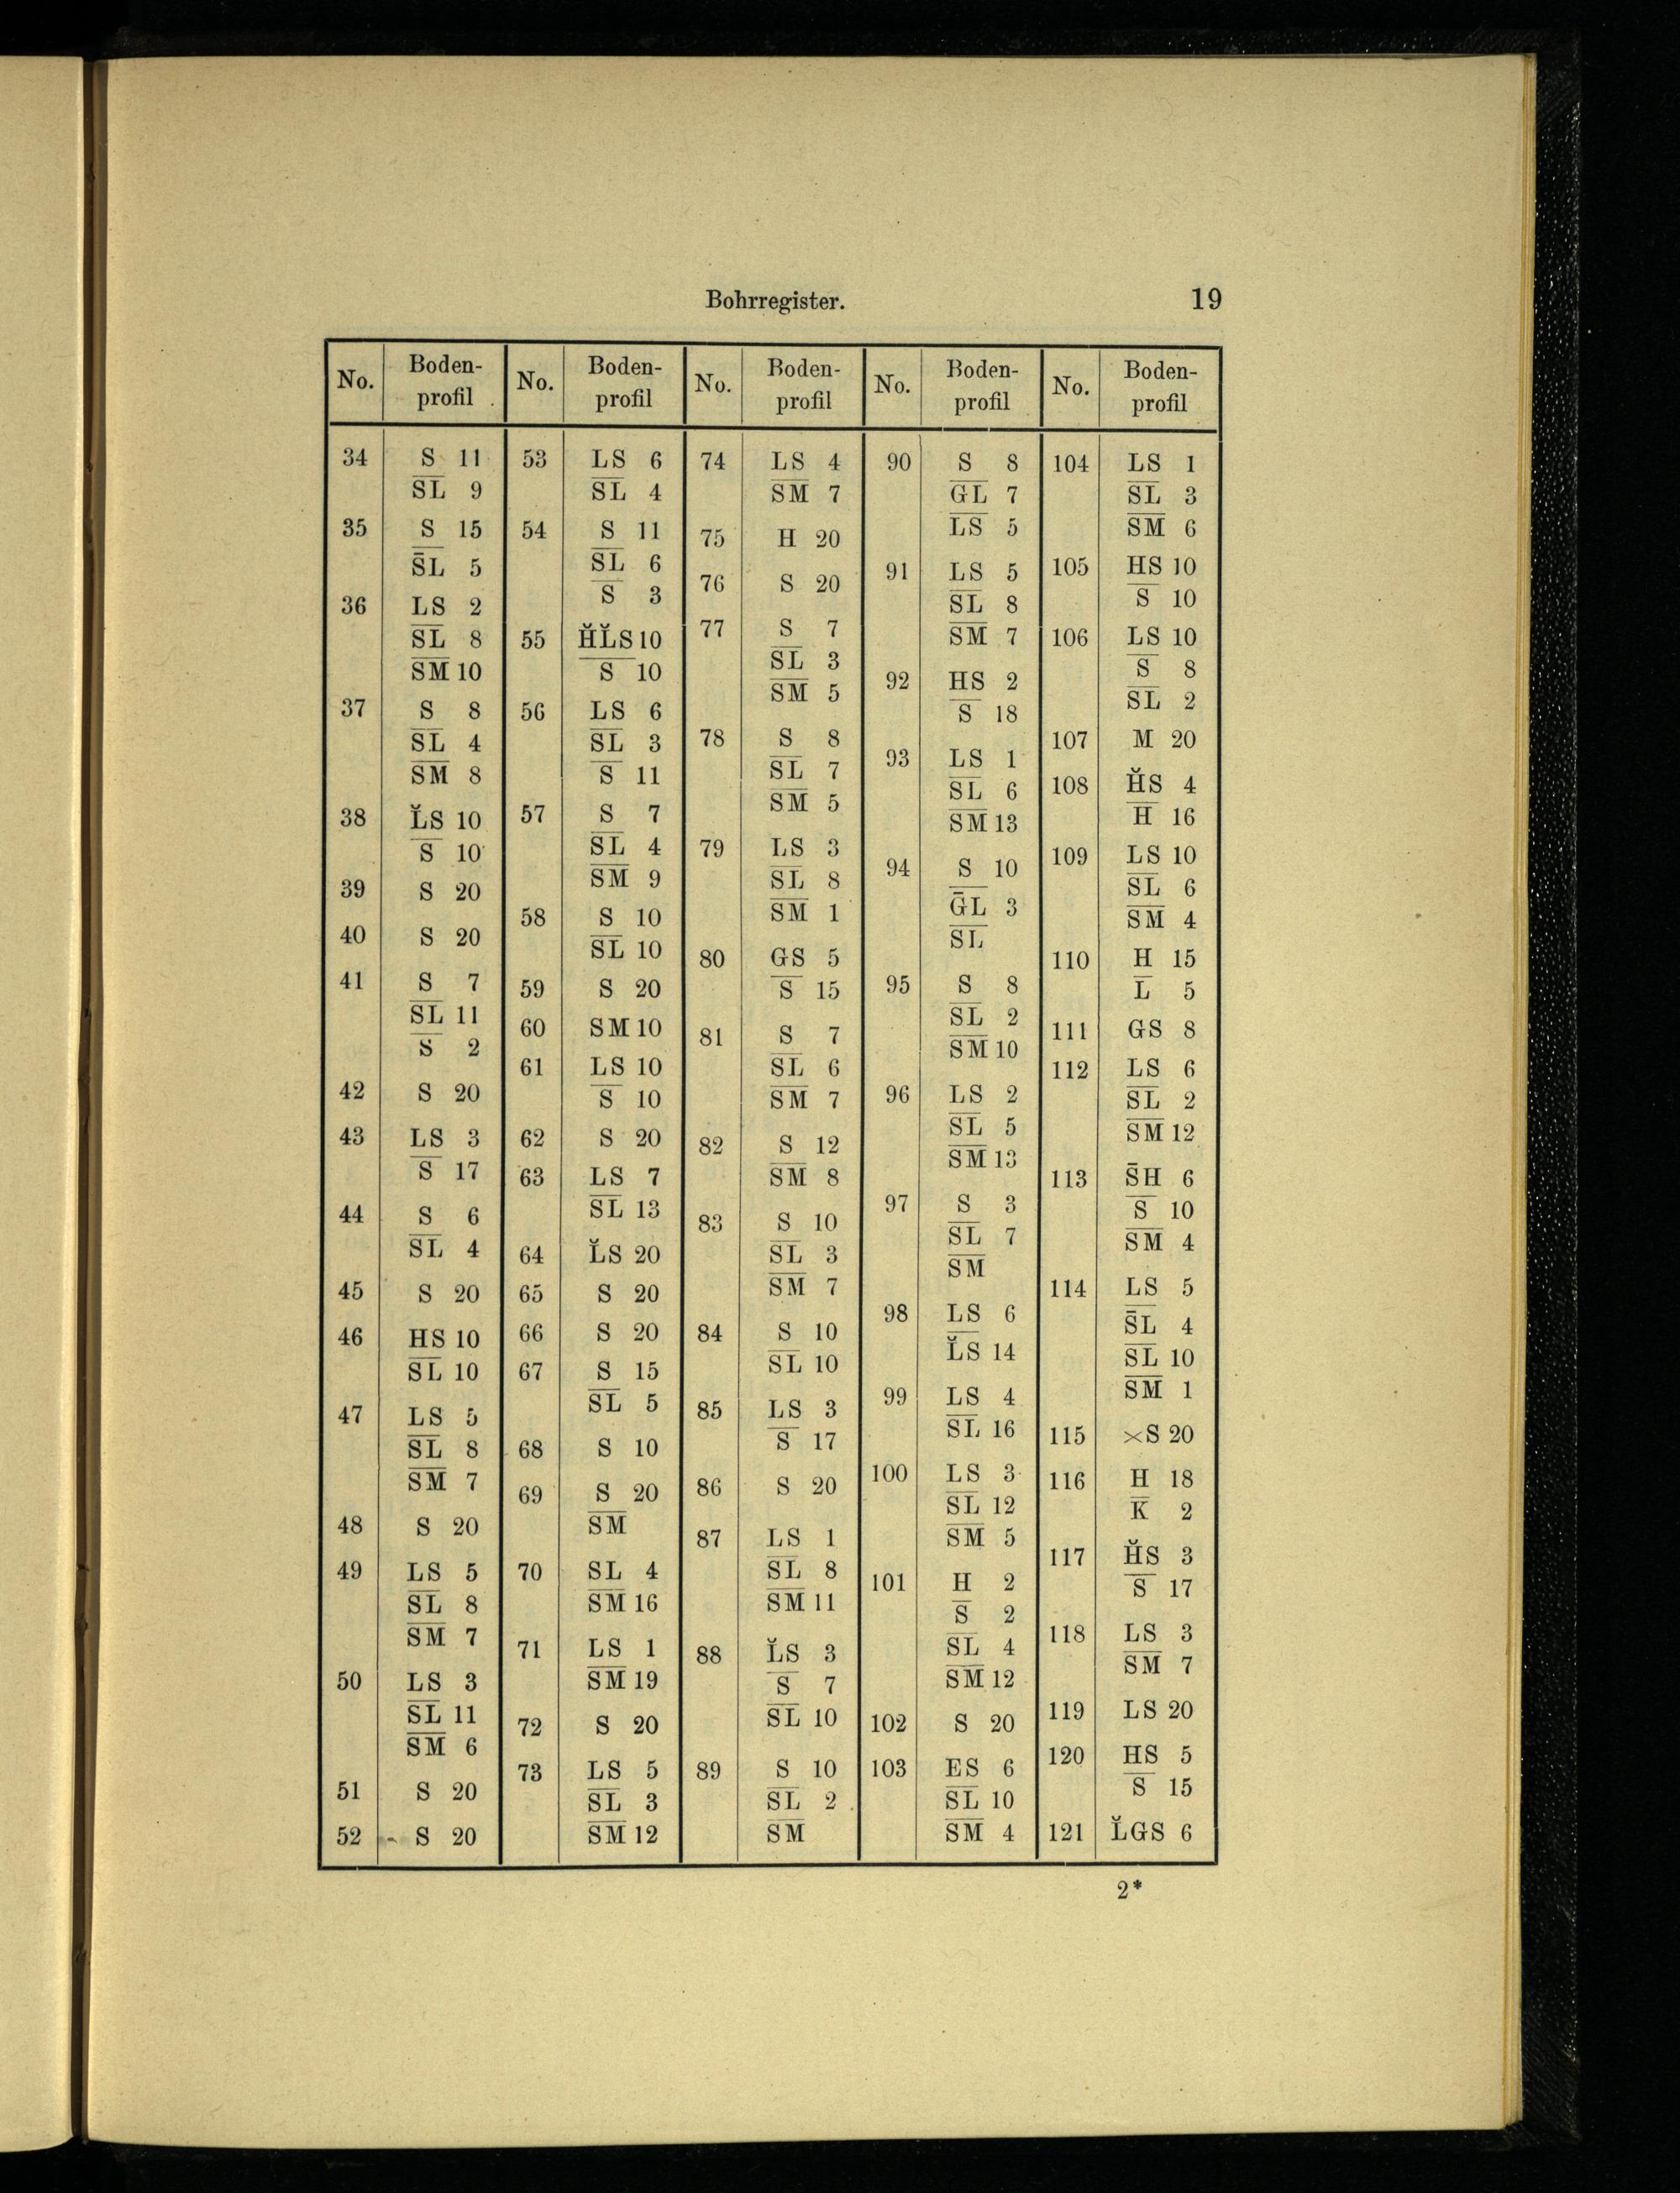 Bohrregister. 19
No. Boden-profil
34 S 11
SL 9
35 S 15
S̄L 5
36 LS 2
SL 8
SM 10
37 S 8
SL 4
SM 8
38 L̆S 10
S 10
39 S 20
40 S 20
41 S 7
SL 11
S 2
42 S 20
43 LS 3
S 17
44 S 6
SL 4
45 S 20
46 HS 10
SL 10
47 LS 5
SL 8
SM 7
48 S 20
49 LS 5
SL 8
SM 7
50 LS 3
SL 11
SM 6
51 S 20
52 S 20
No. Boden-profil
53 LS 6
SL 4
54 S 11
SL 6
S 3
55 H̆L̆S 10
S 10
56 LS 6
SL 3
S 11
57 S 7
SL 4
SM 9
58 S 10
SL 10
59 S 20
60 SM 10
61 LS 10
S 10
62 S 20
63 LS 7
SL 13
64 L̆S 20
65 S 20
66 S 20
67 S 15
SL 5
68 S 10
69 S 20
SM
70 SL 4
SM 16
71 LS 1
SM 19
72 S 20
73 LS 5
SL 3
SM 12
No. Boden-profil
74 LS 4
SM 7
75 H 20
76 S 20
77 S 7
SL 3
SM 5
78 S 8
SL 7
SM 5
79 LS 3
SL 8
SM 1
80 GS 5
S 15
81 S 7
SL 6
SM 7
82 S 12
SM 8
83 S 10
SL 3
SM 7
84 S 10
SL 10
85 LS 3
S 17
86 S 20
87 LS 1
SL 8
SM 11
88 L̆S 3
S 7
SL 10
89 S 10
SL 2
SM
No. Boden-profil
90 S 8
GL 7
LS 5
91 LS 5
SL 8
SM 7
92 HS 2
S 18
93 LS 1
SL 6
SM 13
94 S 10
ḠL 3
SL
95 S 8
SL 2
SM 10
96 LS 2
SL 5
SM 13
97 S 3
SL 7
SM
98 LS 6
L̆S 14
99 LS 4
SL 16
100 LS 3
SL 12
SM 5
101 H 2
S 2
SL 4
SM 12
102 S 20
103 ES 6
SL 10
SM 4
No. Boden-profil
104 LS 1
SL 3
SM 6
105 HS 10
S 10
106 LS 10
S 8
SL 2
107 M 20
108 H̆S 4
H 16
109 LS 10
SL 6
SM 4
110 H 15
L 5
111 GS 8
112 LS 6
SL 2
SM 12
113 S̄H 6
S 10
SM 4
114 LS 5
S̄L 4
SL 10
SM 1
115 ×S 20
116 H 18
K 2
117 H̆S 3
S 17
118 LS 3
SM 7
119 LS 20
120 HS 5
S 15
121 L̆GS 6
2*